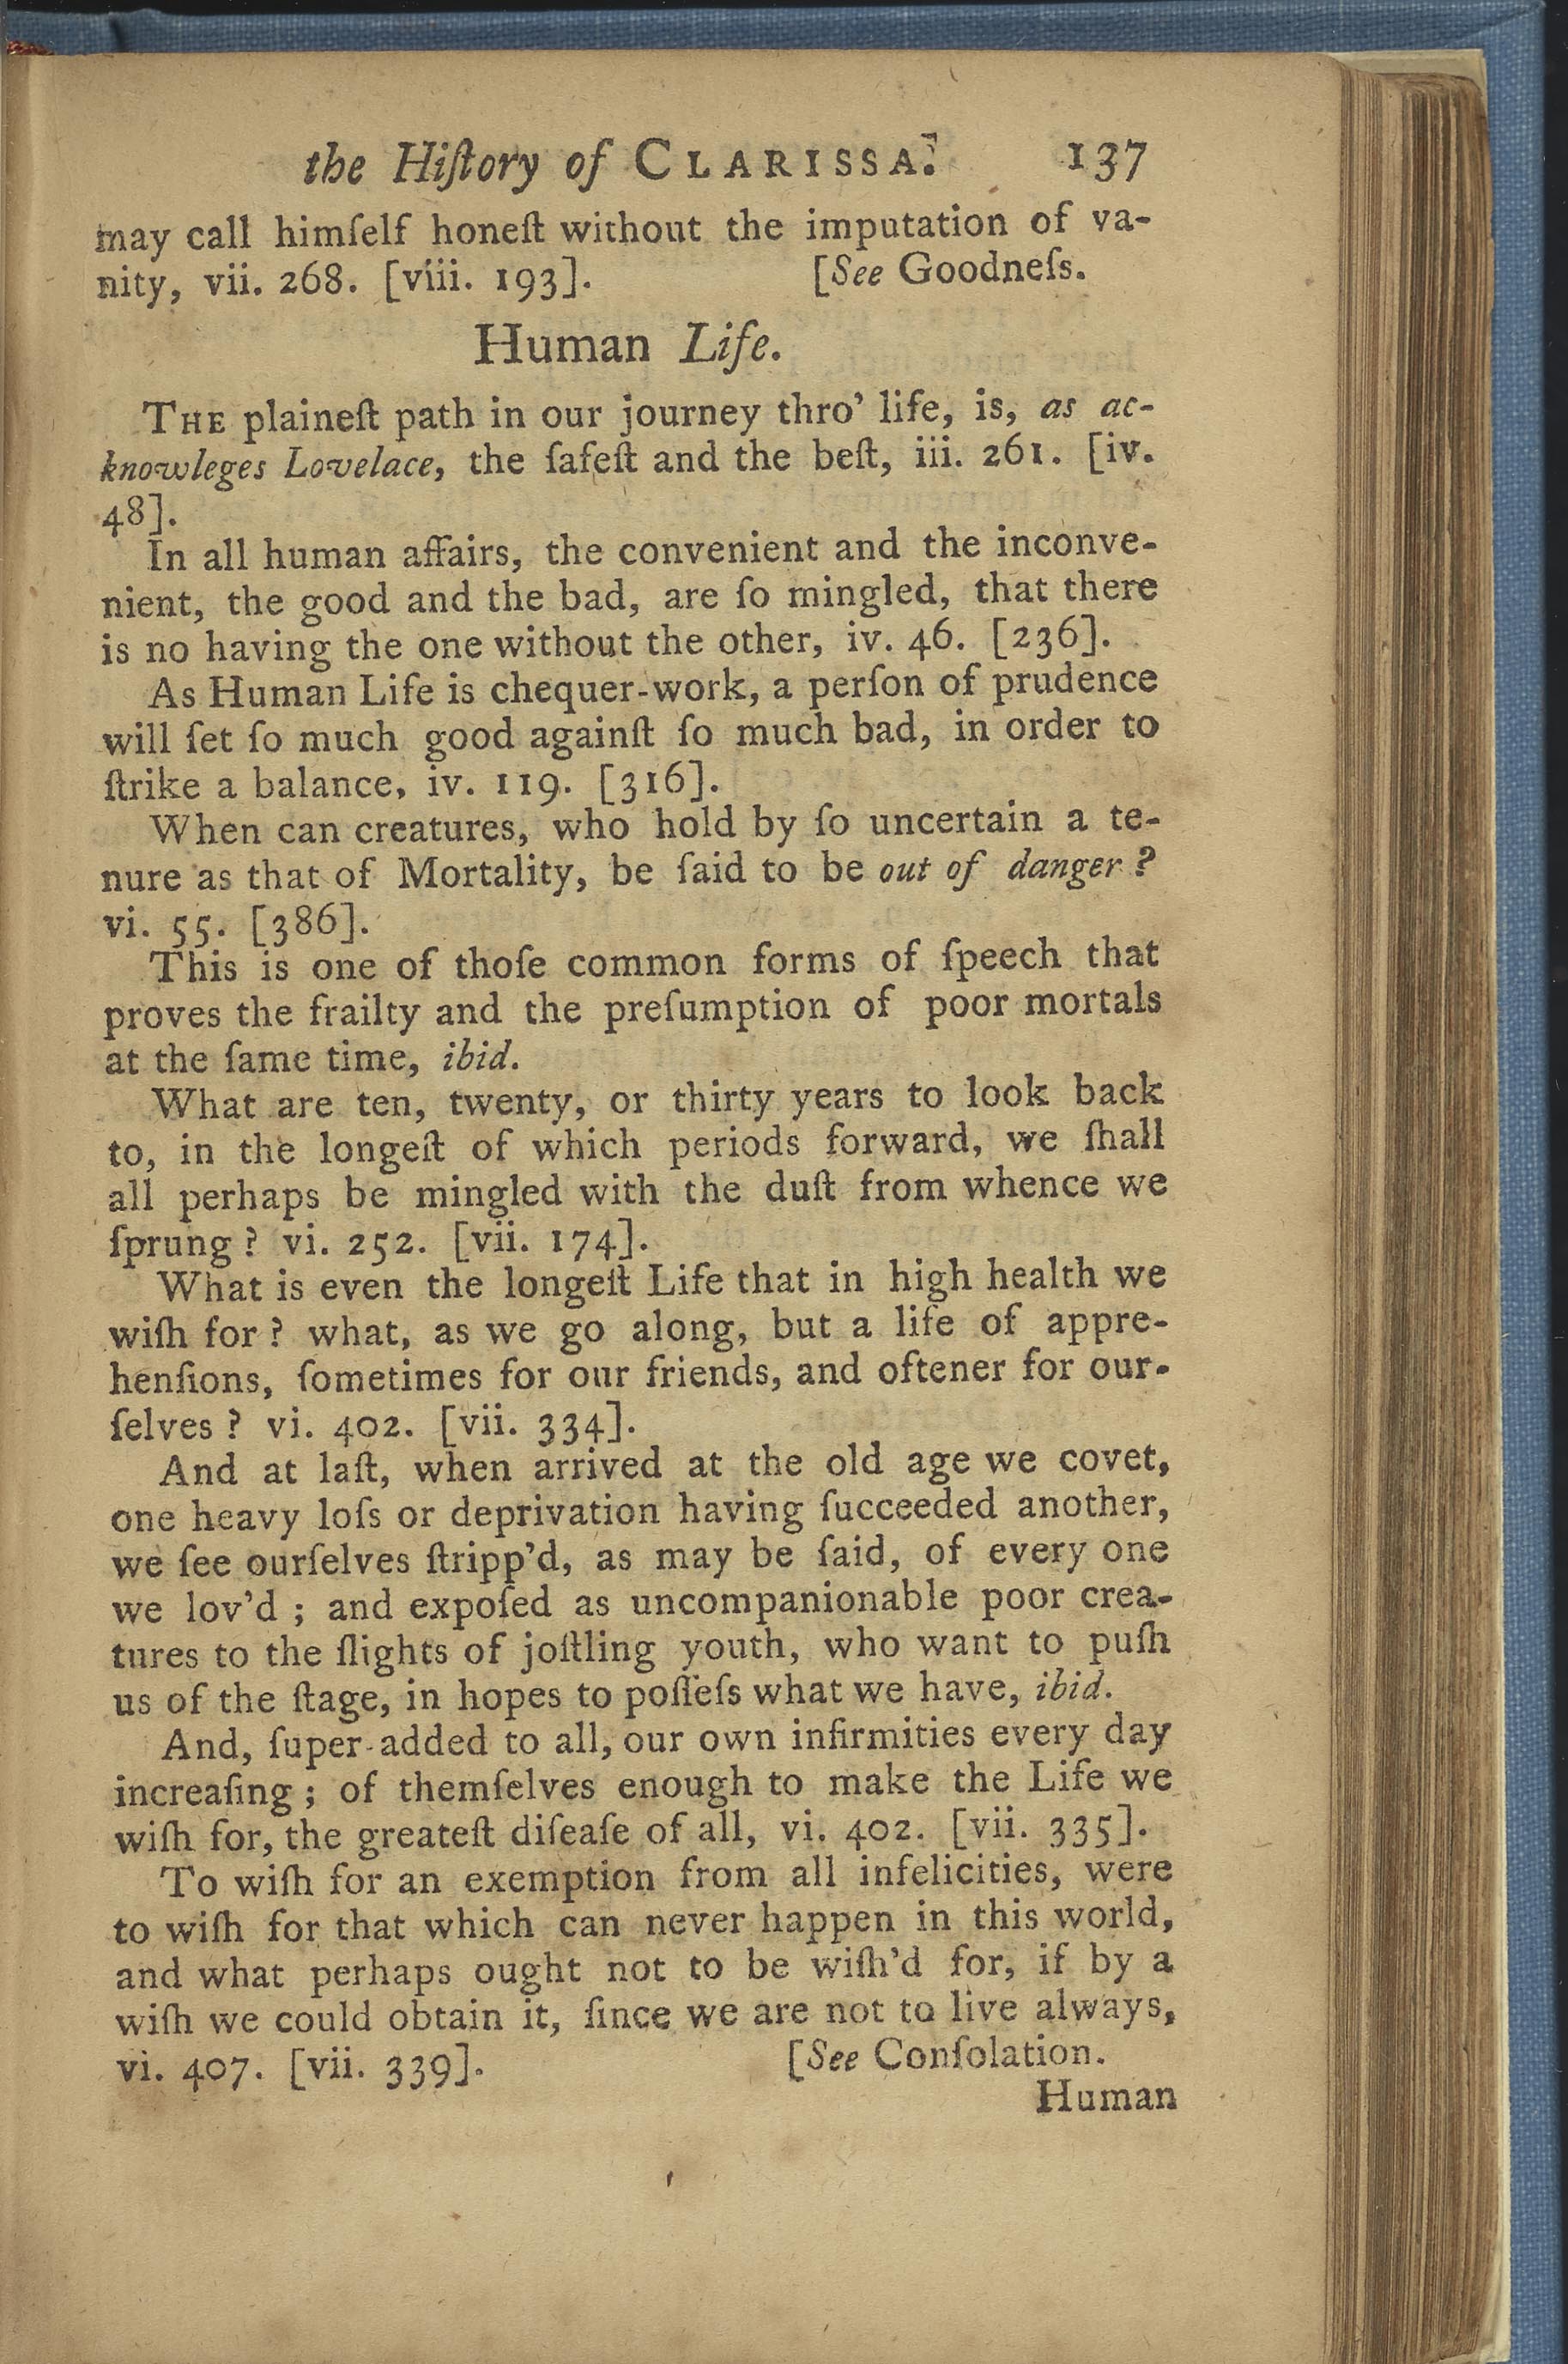 the Hiſtory of CLARISSA. 137
may call himſelf honeſt without the imputation of va-
nity, vii. 268. [viii. 193]. [See Goodneſs.
Human Life.
THE plaineſt path in our journey thro' life, is, as ac-
knowleges Lovelace, the ſafeſt and the beſt, iii. 261. [iv.
48].
In all human affairs, the convenient and the inconve-
nient, the good and the bad, are ſo mingled, that there
is no having the one without the other, iv. 46. [236].
As Human Life is chequer-work, a perſon of prudence
will ſet ſo much good againſt ſo much bad, in order to
ſtrike a balance, iv. 119. [316].
When can creatures, who hold by ſo uncertain a te-
nure as that of Mortality, be ſaid to be out of danger ?
vi. 55. [386].
This is one of thoſe common forms of ſpeech that
proves the frailty and the preſumption of poor mortals
at the ſame time, ibid.
What are ten, twenty, or thirty years to look back
to, in the longeſt of which periods forward, we ſhall
all perhaps be mingled with the duſt from whence we
ſprung ? vi. 252. [vii. 174].
What is even the longeſt Life that in high health we
wiſh for ? what, as we go along, but a life of appre-
henſions, ſometimes for our friends, and oftener for our-
ſelves ? vi. 402. [vii. 334].
And at laſt, when arrived at the old age we covet,
one heavy loſs or deprivation having ſucceeded another,
we ſee ourſelves ſtripp'd, as may be ſaid, of every one
we lov'd ; and expoſed as uncompanionable poor crea-
tures to the ſlights of joſtling youth, who want to puſh
us of the ſtage, in hopes to poſſeſs what we have, ibid.
And, ſuper-added to all, our own infirmities every day
increaſing ; of themſelves enough to make the Life we
wiſh for, the greateſt diſeaſe of all, vi. 402. [vii. 335].
To wiſh for an exemption from all infelicities, were
to wiſh for that which can never happen in this world,
and what perhaps ought not to be wiſh'd for, if by a
wiſh we could obtain it, ſince we are not to live always,
vi. 407. [vii. 339]. [See Conſolation.
Human